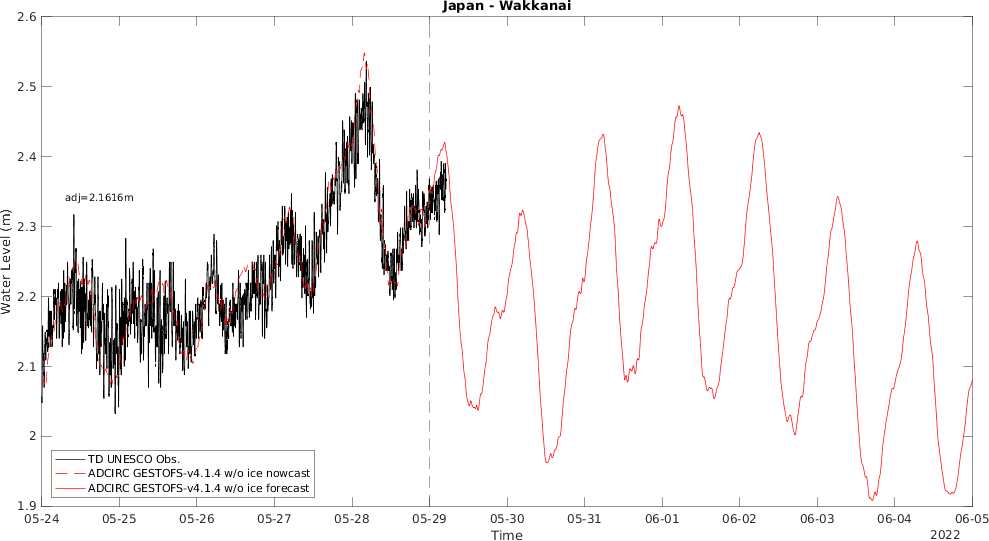 Japan - Wakkanai
2.6
2.5
2.4
2.3
2.2
2.1
2
1.9
Water Level (m)
adj=2.1616m
TD UNESCO Obs.
ADCIRC GESTOFS-v4.1.4 w/o ice nowcast
ADCIRC GESTOFS-v4.1.4 w/o ice forecast
05-24 05-25 05-26 05-27 05-28 05-29 05-30 05-31 06-01 06-02 06-03 06-04 06-05
Time
2022